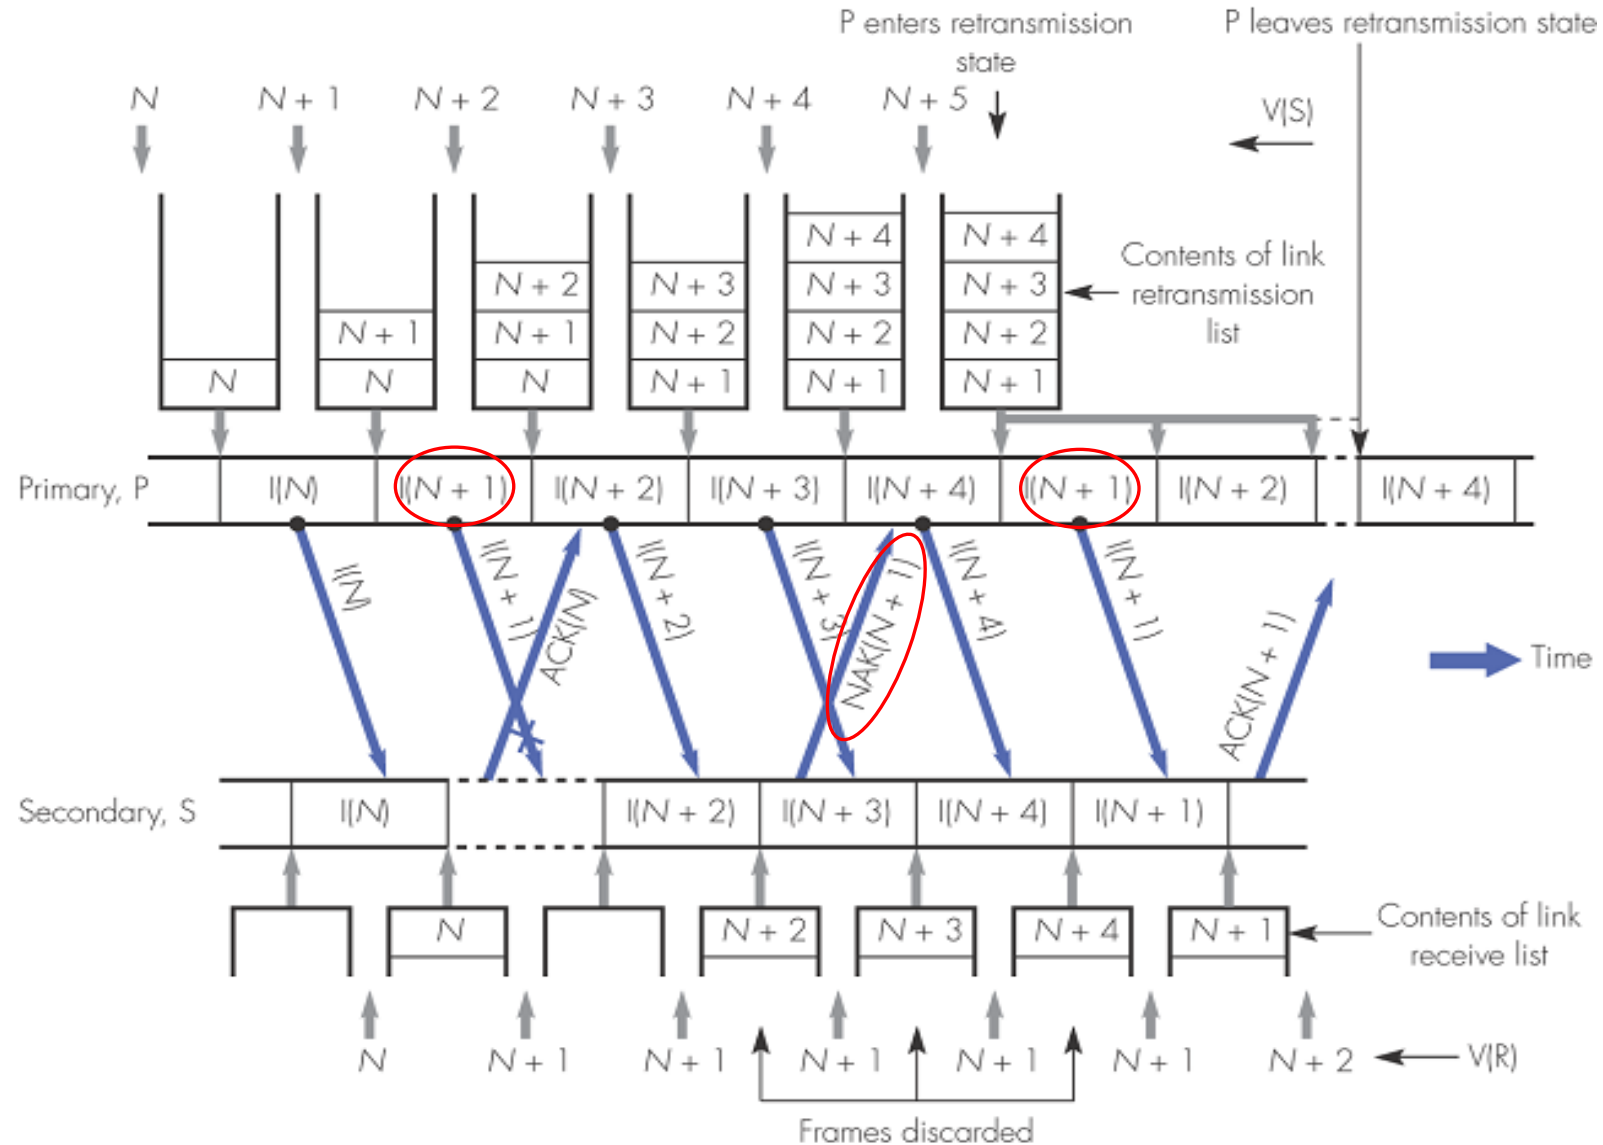 P enters retransmission
state
P leaves retransmission state
N
N + 1
N + 2
N + 3
N + 4
N + 5
V(S)
N
N + 1
N
N + 2
N + 1
N
N + 3
N + 2
N + 1
N + 4
N + 3
N + 2
N + 1
N + 4
N + 3
N + 2
N + 1
Contents of link
retransmission
list
Primary, P
I(N)
I(N + 1)
I(N + 2)
I(N + 3)
I(N + 4)
I(N + 1)
I(N + 2)
I(N + 4)
I(N)
I(N + 1)
ACK(N)
I(N + 2)
I(N + 3)
NAK(N + 1)
I(N + 4)
I(N + 1)
ACK(N + 1)
Time
Secondary, S
I(N)
I(N + 2)
I(N + 3)
I(N + 4)
I(N + 1)
N
N + 2
N + 3
N + 4
N + 1
Contents of link
receive list
N
N + 1
N + 1
N + 1
N + 1
N + 1
N + 2
V(R)
Frames discarded